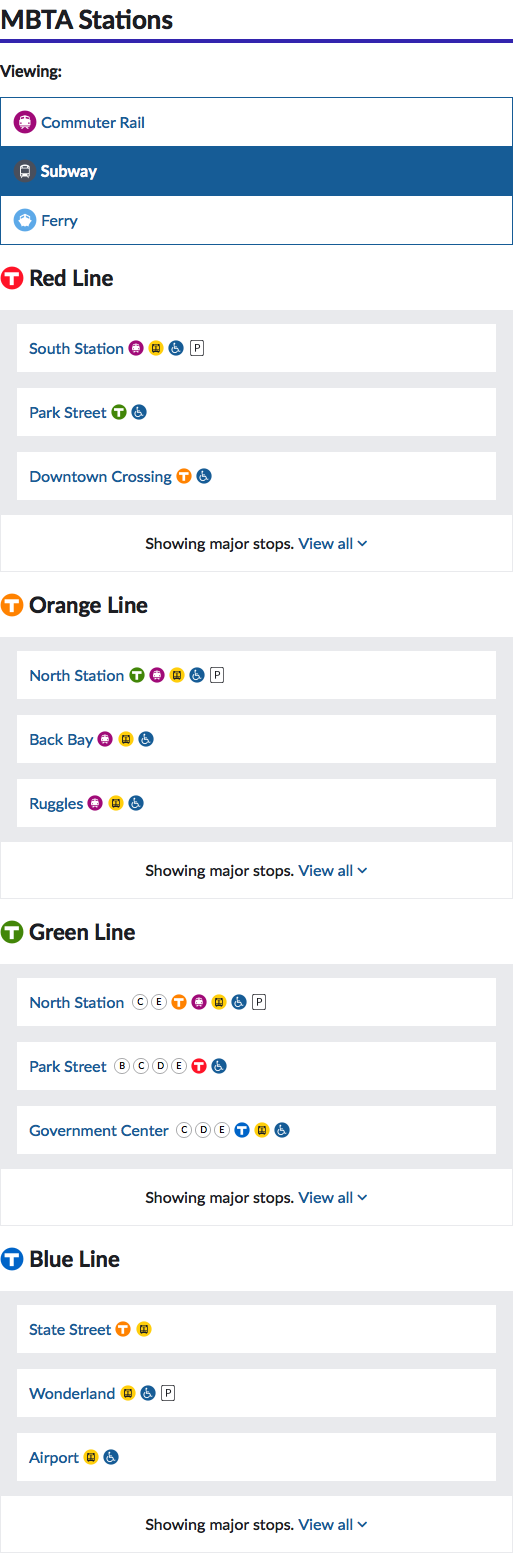 MBTA Stations
Viewing:
Commuter Rail
Subway
Ferry
T Red Line
South Station P
Park Street T
Downtown Crossing T
Showing major stops. View all
T Orange Line
North Station T P
Back Bay
Ruggles
Showing major stops. View all
T Green Line
North Station C E T P
Park Street B C D E T
Government Center C D E T
Showing major stops. View all
T Blue Line
State Street T
Wonderland P
Airport
Showing major stops. View all